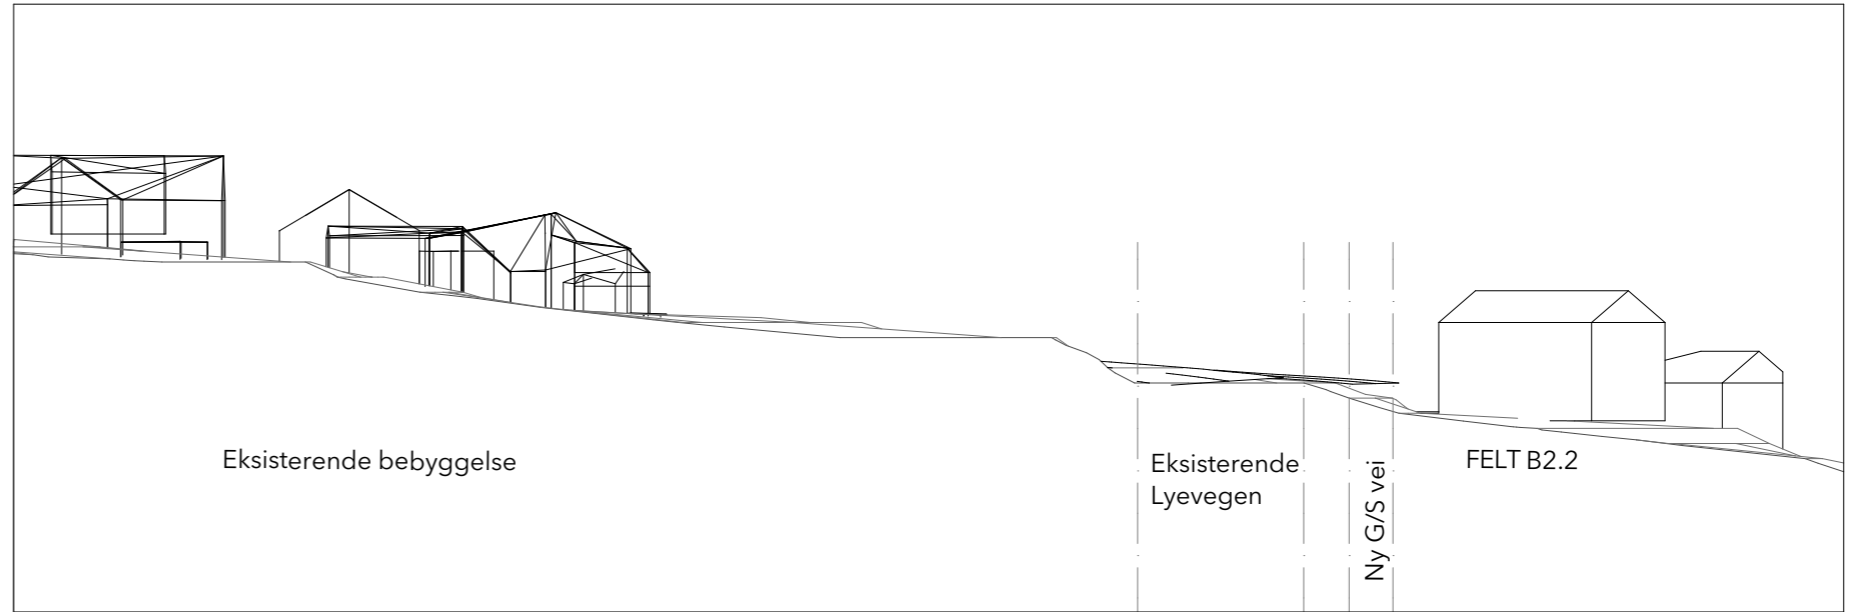 Eksisterende bebyggelse
Eksisterende
Lyevegen
Ny G/S vei
FELT B2.2